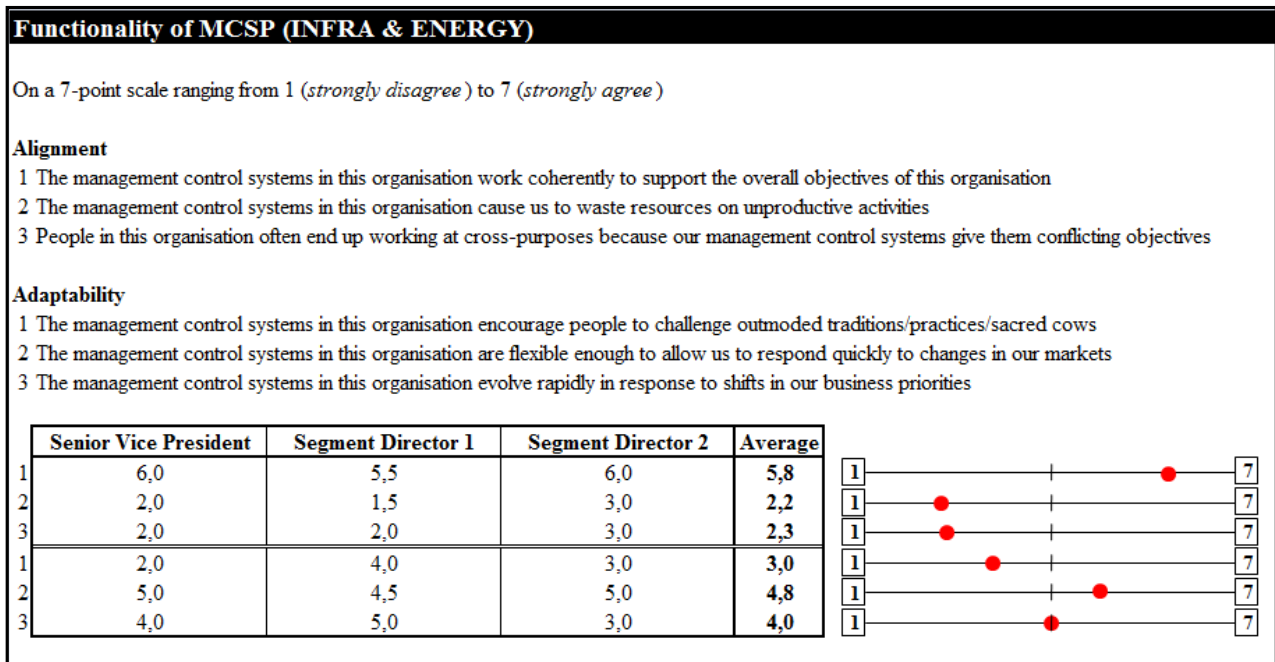 Functionality of MCSP (INFRA & ENERGY)
On a 7-point scale ranging from 1 (strongly disagree) to 7 (strongly agree)
Alignment
1 The management control systems in this organisation work coherently to support the overall objectives of this organisation
2 The management control systems in this organisation cause us to waste resources on unproductive activities
3 People in this organisation often end up working at cross-purposes because our management control systems give them conflicting objectives
Adaptability
1 The management control systems in this organisation encourage people to challenge outmoded traditions/practices/sacred cows
2 The management control systems in this organisation are flexible enough to allow us to respond quickly to changes in our markets
3 The management control systems in this organisation evolve rapidly in response to shifts in our business priorities
Senior Vice President Segment Director 1 Segment Director 2 Average
1 6,0 5,5 6,0 5,8 1 7
2 2,0 1,5 3,0 2,2 1 7
3 2,0 2,0 3,0 2,3 1 7
1 2,0 4,0 3,0 3,0 1 7
2 5,0 4,5 5,0 4,8 1 7
3 4,0 5,0 3,0 4,0 1 7